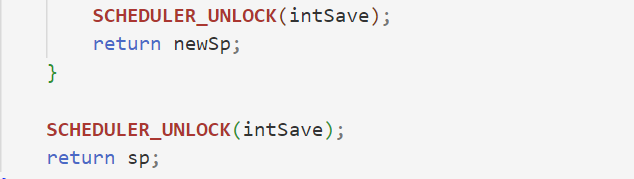 SCHEDULER_UNLOCK(intSave);
return newSp;
}
SCHEDULER_UNLOCK(intSave);
return sp;